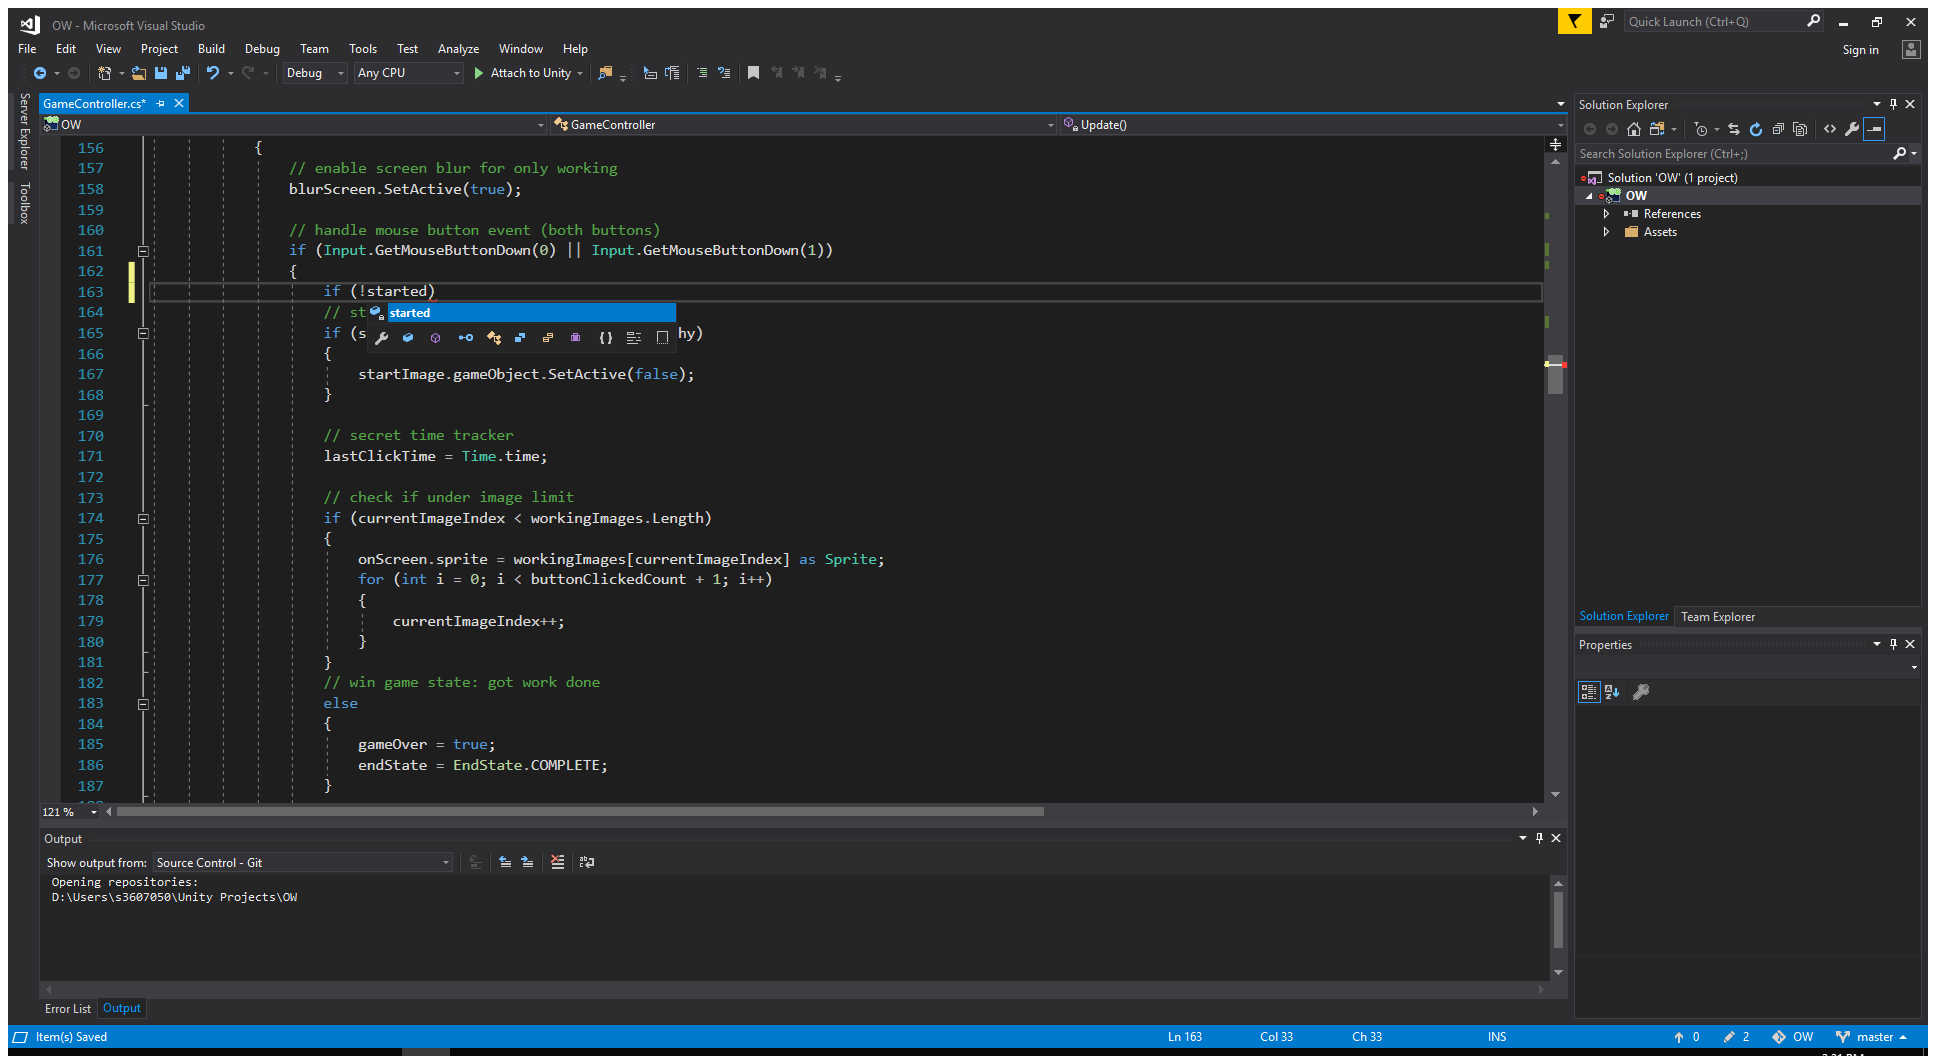 OW - Microsoft Visual Studio
Quick Launch (Ctrl+Q)
File Edit View Project Build Debug Team Tools Test Analyze Window Help
Sign in
Debug Any CPU Attach to Unity
Server Explorer
Toolbox
GameController.cs*
OW GameController Update()
156 {
157 // enable screen blur for only working
158 blurScreen.SetActive(true);
159
160 // handle mouse button event (both buttons)
161 if (Input.GetMouseButtonDown(0) || Input.GetMouseButtonDown(1))
162 {
163 if (!started)
164 // st
started
165 if (s hy)
166 {
167 startImage.gameObject.SetActive(false);
168 }
169
170 // secret time tracker
171 lastClickTime = Time.time;
172
173 // check if under image limit
174 if (currentImageIndex < workingImages.Length)
175 {
176 onScreen.sprite = workingImages[currentImageIndex] as Sprite;
177 for (int i = 0; i < buttonClickedCount + 1; i++)
178 {
179 currentImageIndex++;
180 }
181 }
182 // win game state: got work done
183 else
184 {
185 gameOver = true;
186 endState = EndState.COMPLETE;
187 }
121 %
Solution Explorer
Search Solution Explorer (Ctrl+;)
Solution 'OW' (1 project)
OW
References
Assets
Solution Explorer Team Explorer
Properties
Output
Show output from: Source Control - Git
Opening repositories:
D:\Users\s3607050\Unity Projects\OW
Error List Output
Item(s) Saved Ln 163 Col 33 Ch 33 INS 0 2 OW master